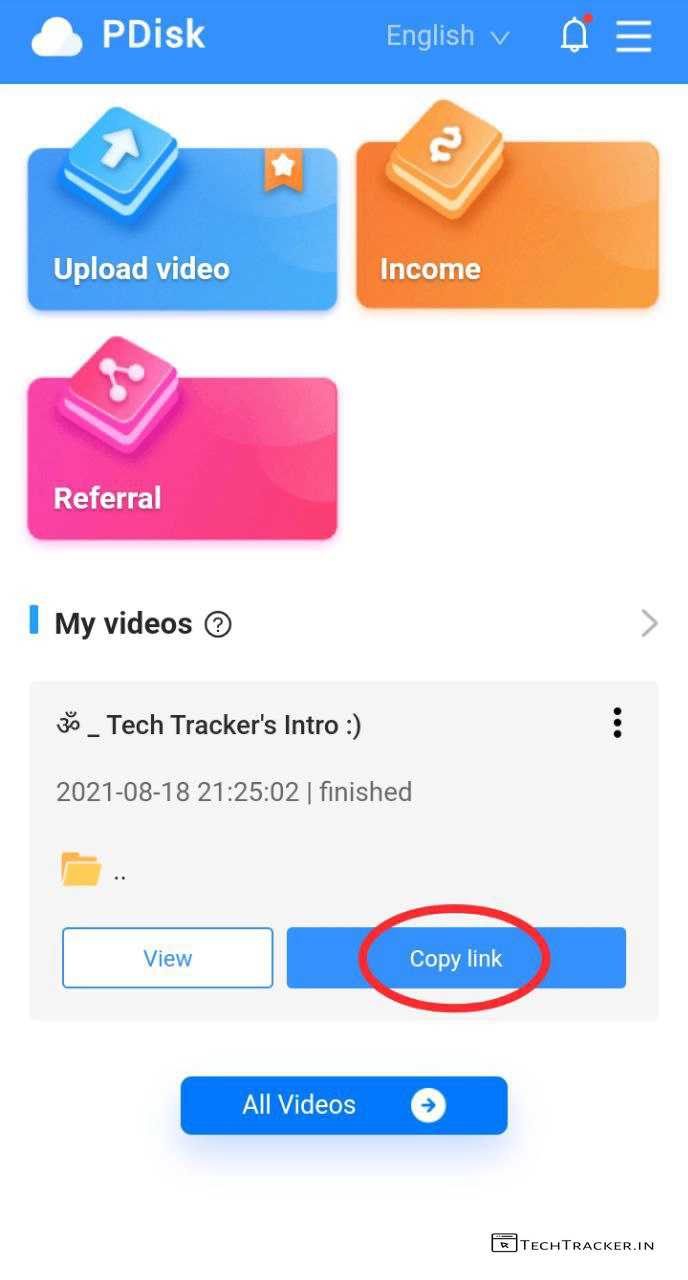 PDisk
English
Upload video
Income
Referral
My videos ?
ॐ _ Tech Tracker's Intro :)
2021-08-18 21:25:02 | finished
..
View
Copy link
All Videos
TECHTRACKER.IN